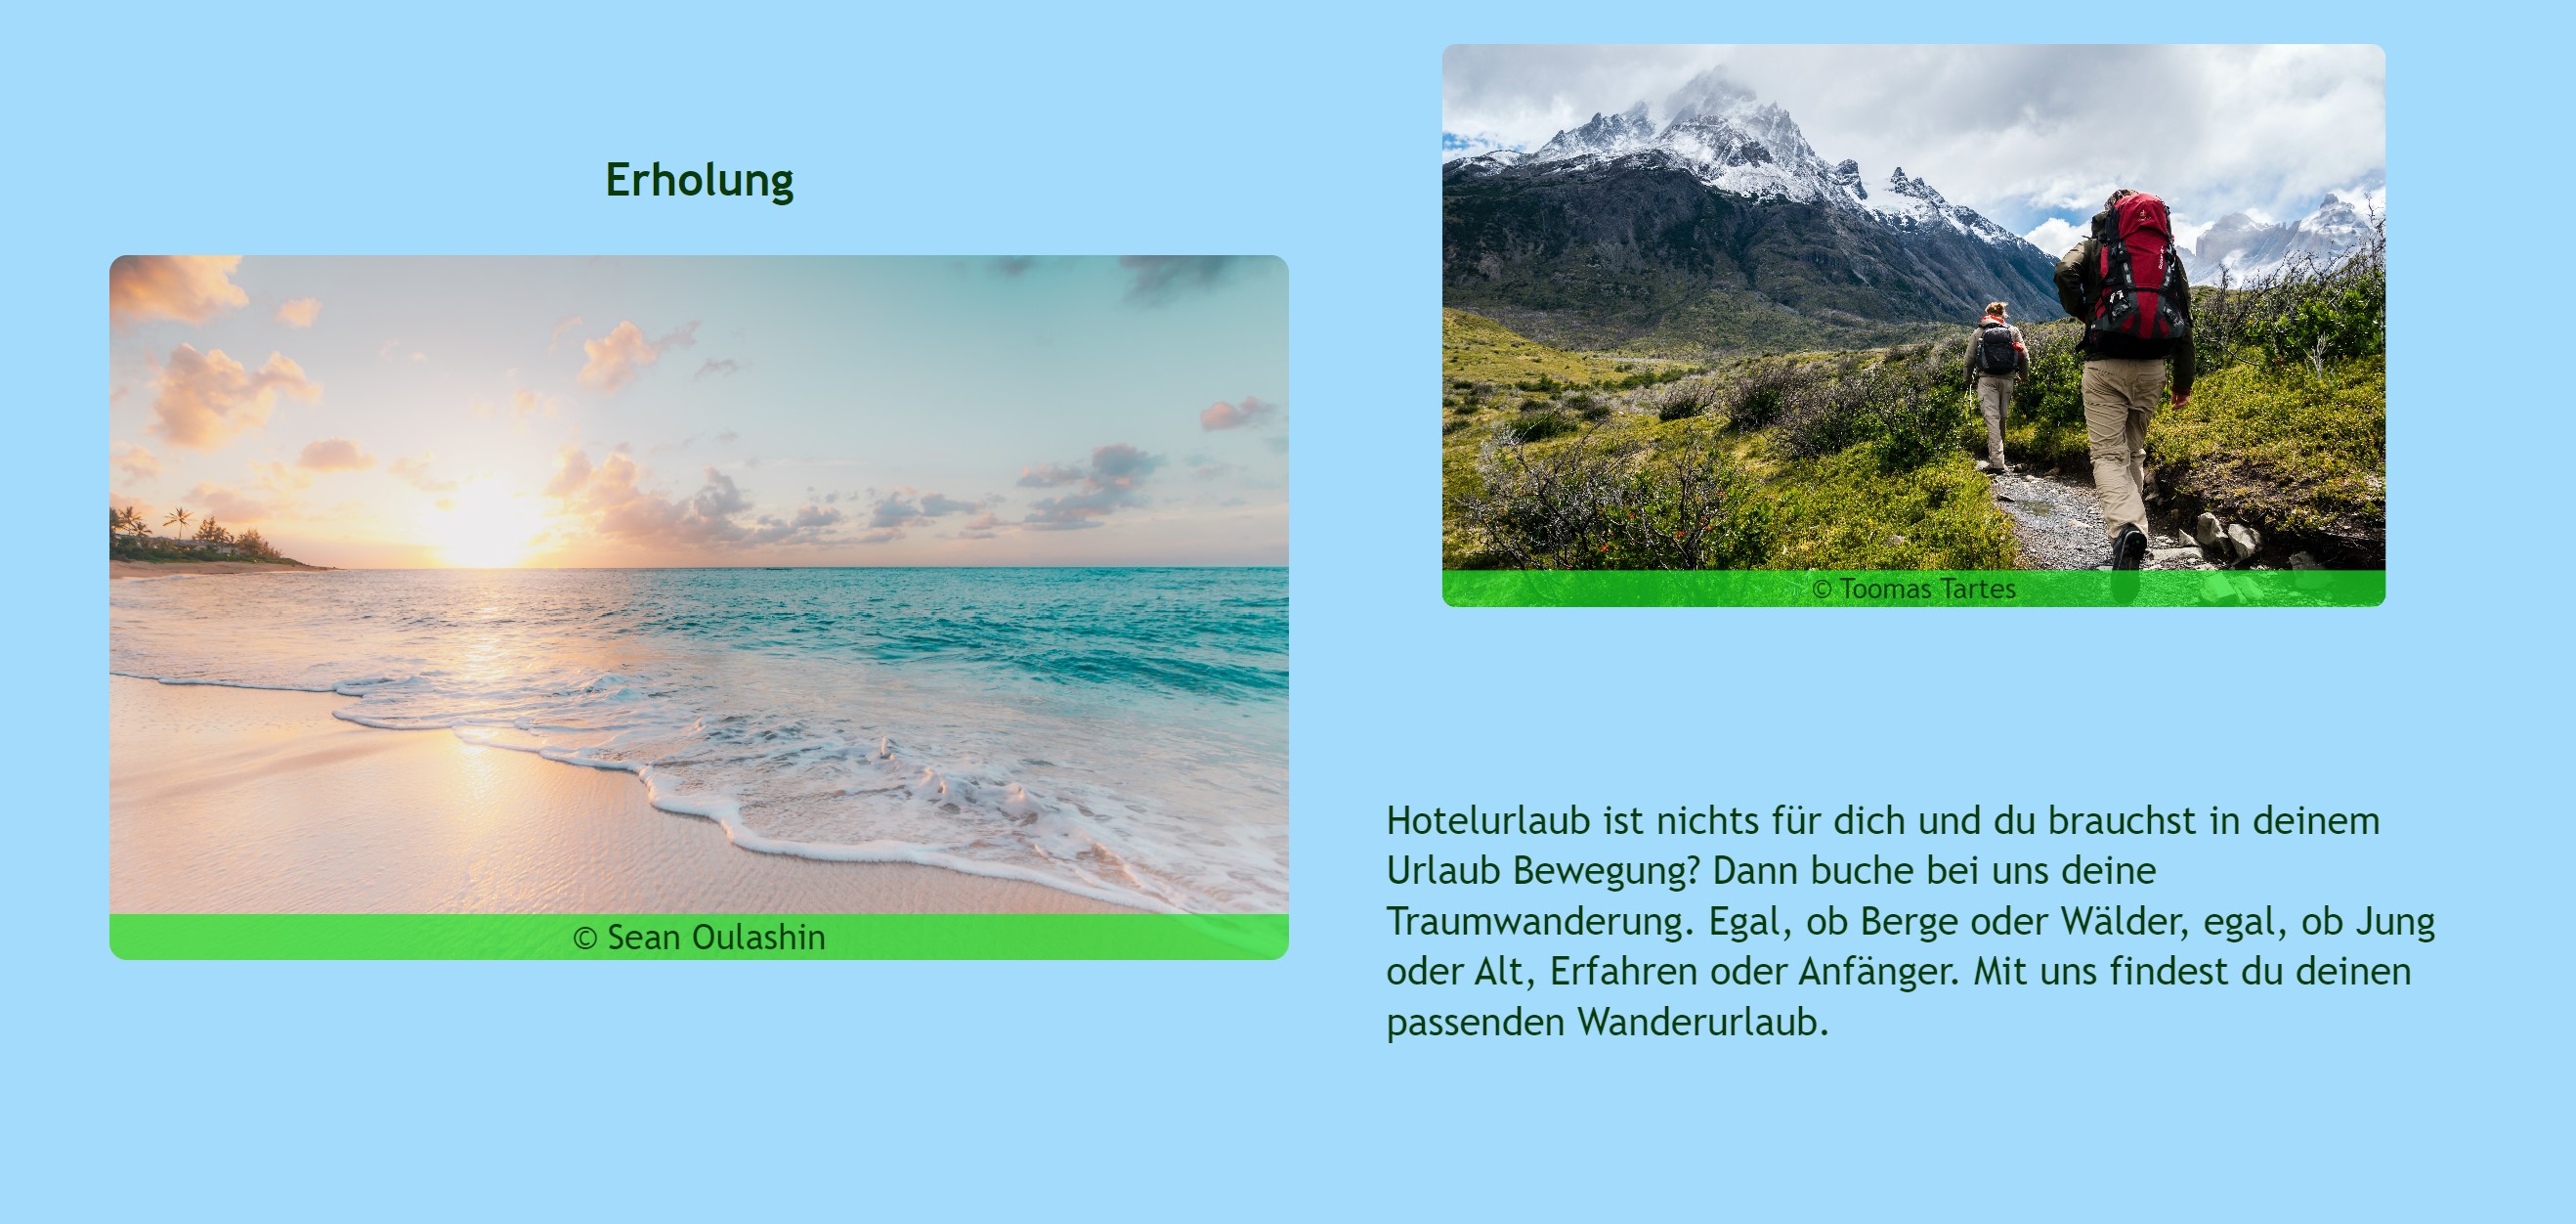 Erholung
© Sean Oulashin
© Toomas Tartes
Hotelurlaub ist nichts für dich und du brauchst in deinem
Urlaub Bewegung? Dann buche bei uns deine
Traumwanderung. Egal, ob Berge oder Wälder, egal, ob Jung
oder Alt, Erfahren oder Anfänger. Mit uns findest du deinen
passenden Wanderurlaub.